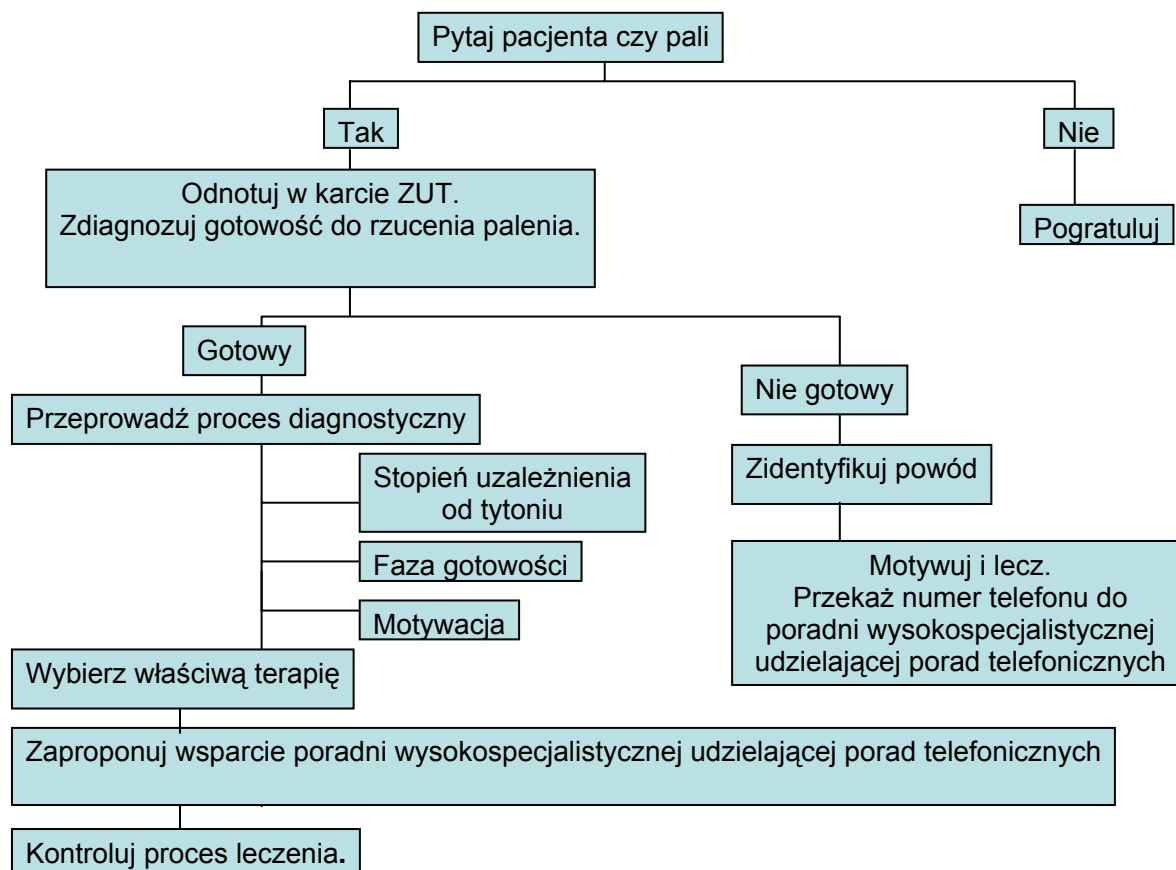 Pytaj pacjenta czy pali
Tak
Nie
Odnotuj w karcie ZUT.
Zdiagnozuj gotowość do rzucenia palenia.
Pogratuluj
Gotowy
Nie gotowy
Przeprowadź proces diagnostyczny
Zidentyfikuj powód
Stopień uzależnienia
od tytoniu
Faza gotowości
Motywacja
Motywuj i lecz.
Przekaż numer telefonu do
poradni wysokospecjalistycznej
udzielającej porad telefonicznych
Wybierz właściwą terapię
Zaproponuj wsparcie poradni wysokospecjalistycznej udzielającej porad telefonicznych
Kontroluj proces leczenia.